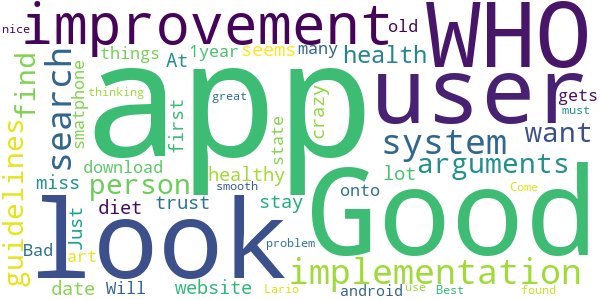 nice
improvement
WHO
old
things
1year
seems
many
health
At
app
user
find
search
smatphone
thinking
first
great
crazy
state
gets
must
system
want
guidelines
download
healthy
arguments
miss
person
lot
Just
diet
trust
stay
onto
smooth
look
Good
Bad
art
problem
Come
date
Will
website
implementation
Lario
android
Best
use
found